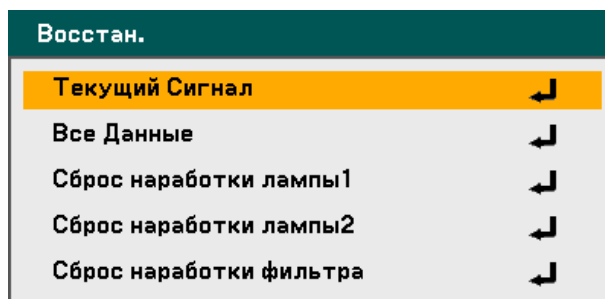 Восстан.
Текущий Сигнал
Все Данные
Сброс наработки лампы1
Сброс наработки лампы2
Сброс наработки фильтра